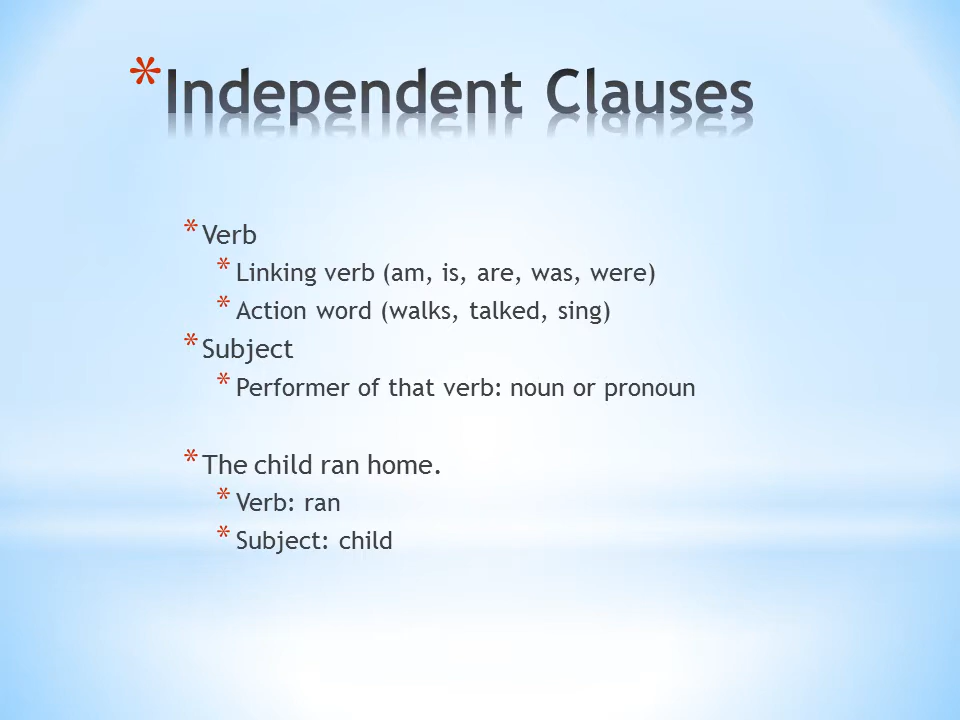 * Independent Clauses
* Verb
* Linking verb (am, is, are, was, were)
* Action word (walks, talked, sing)
* Subject
* Performer of that verb: noun or pronoun
* The child ran home.
* Verb: ran
* Subject: child